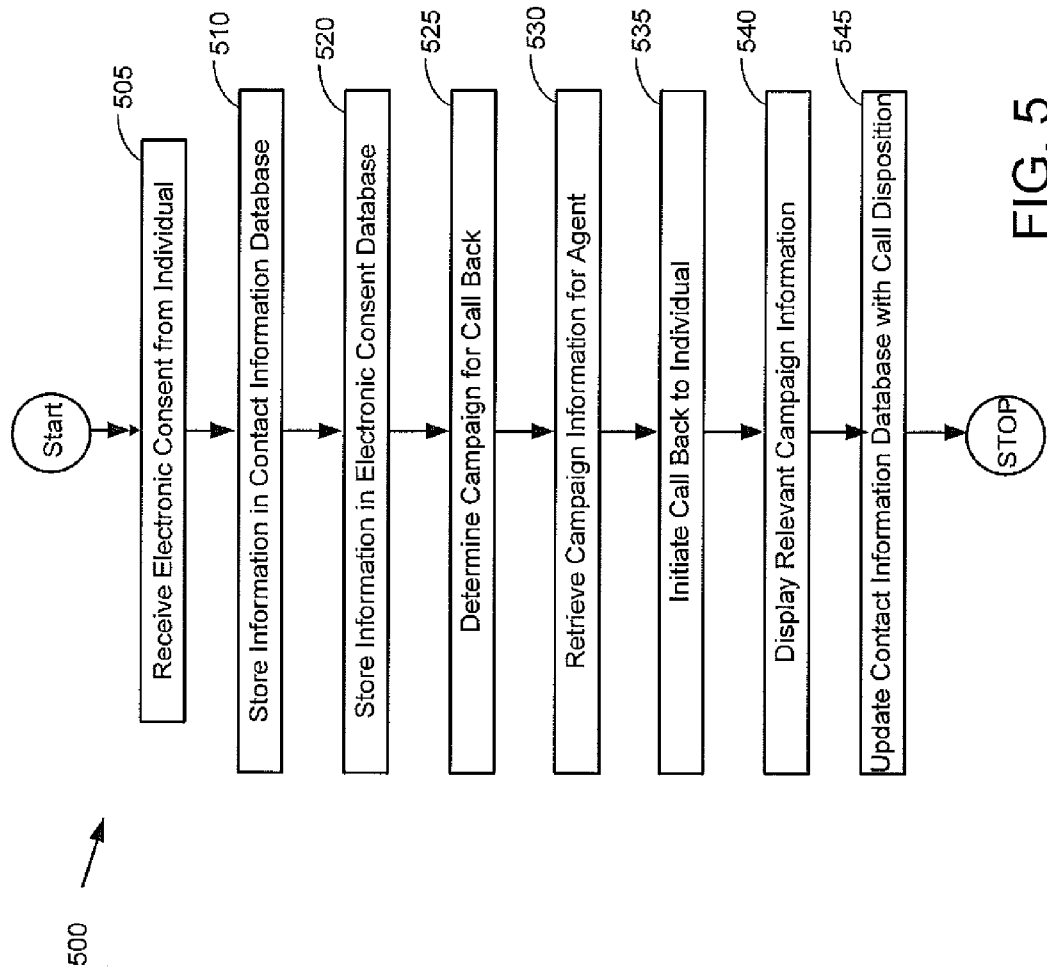 500
Start
505
Receive Electronic Consent from Individual
510
Store Information in Contact Information Database
520
Store Information in Electronic Consent Database
525
Determine Campaign for Call Back
530
Retrieve Campaign Information for Agent
535
Initiate Call Back to Individual
540
Display Relevant Campaign Information
545
Update Contact Information Database with Call Disposition
STOP
FIG. 5